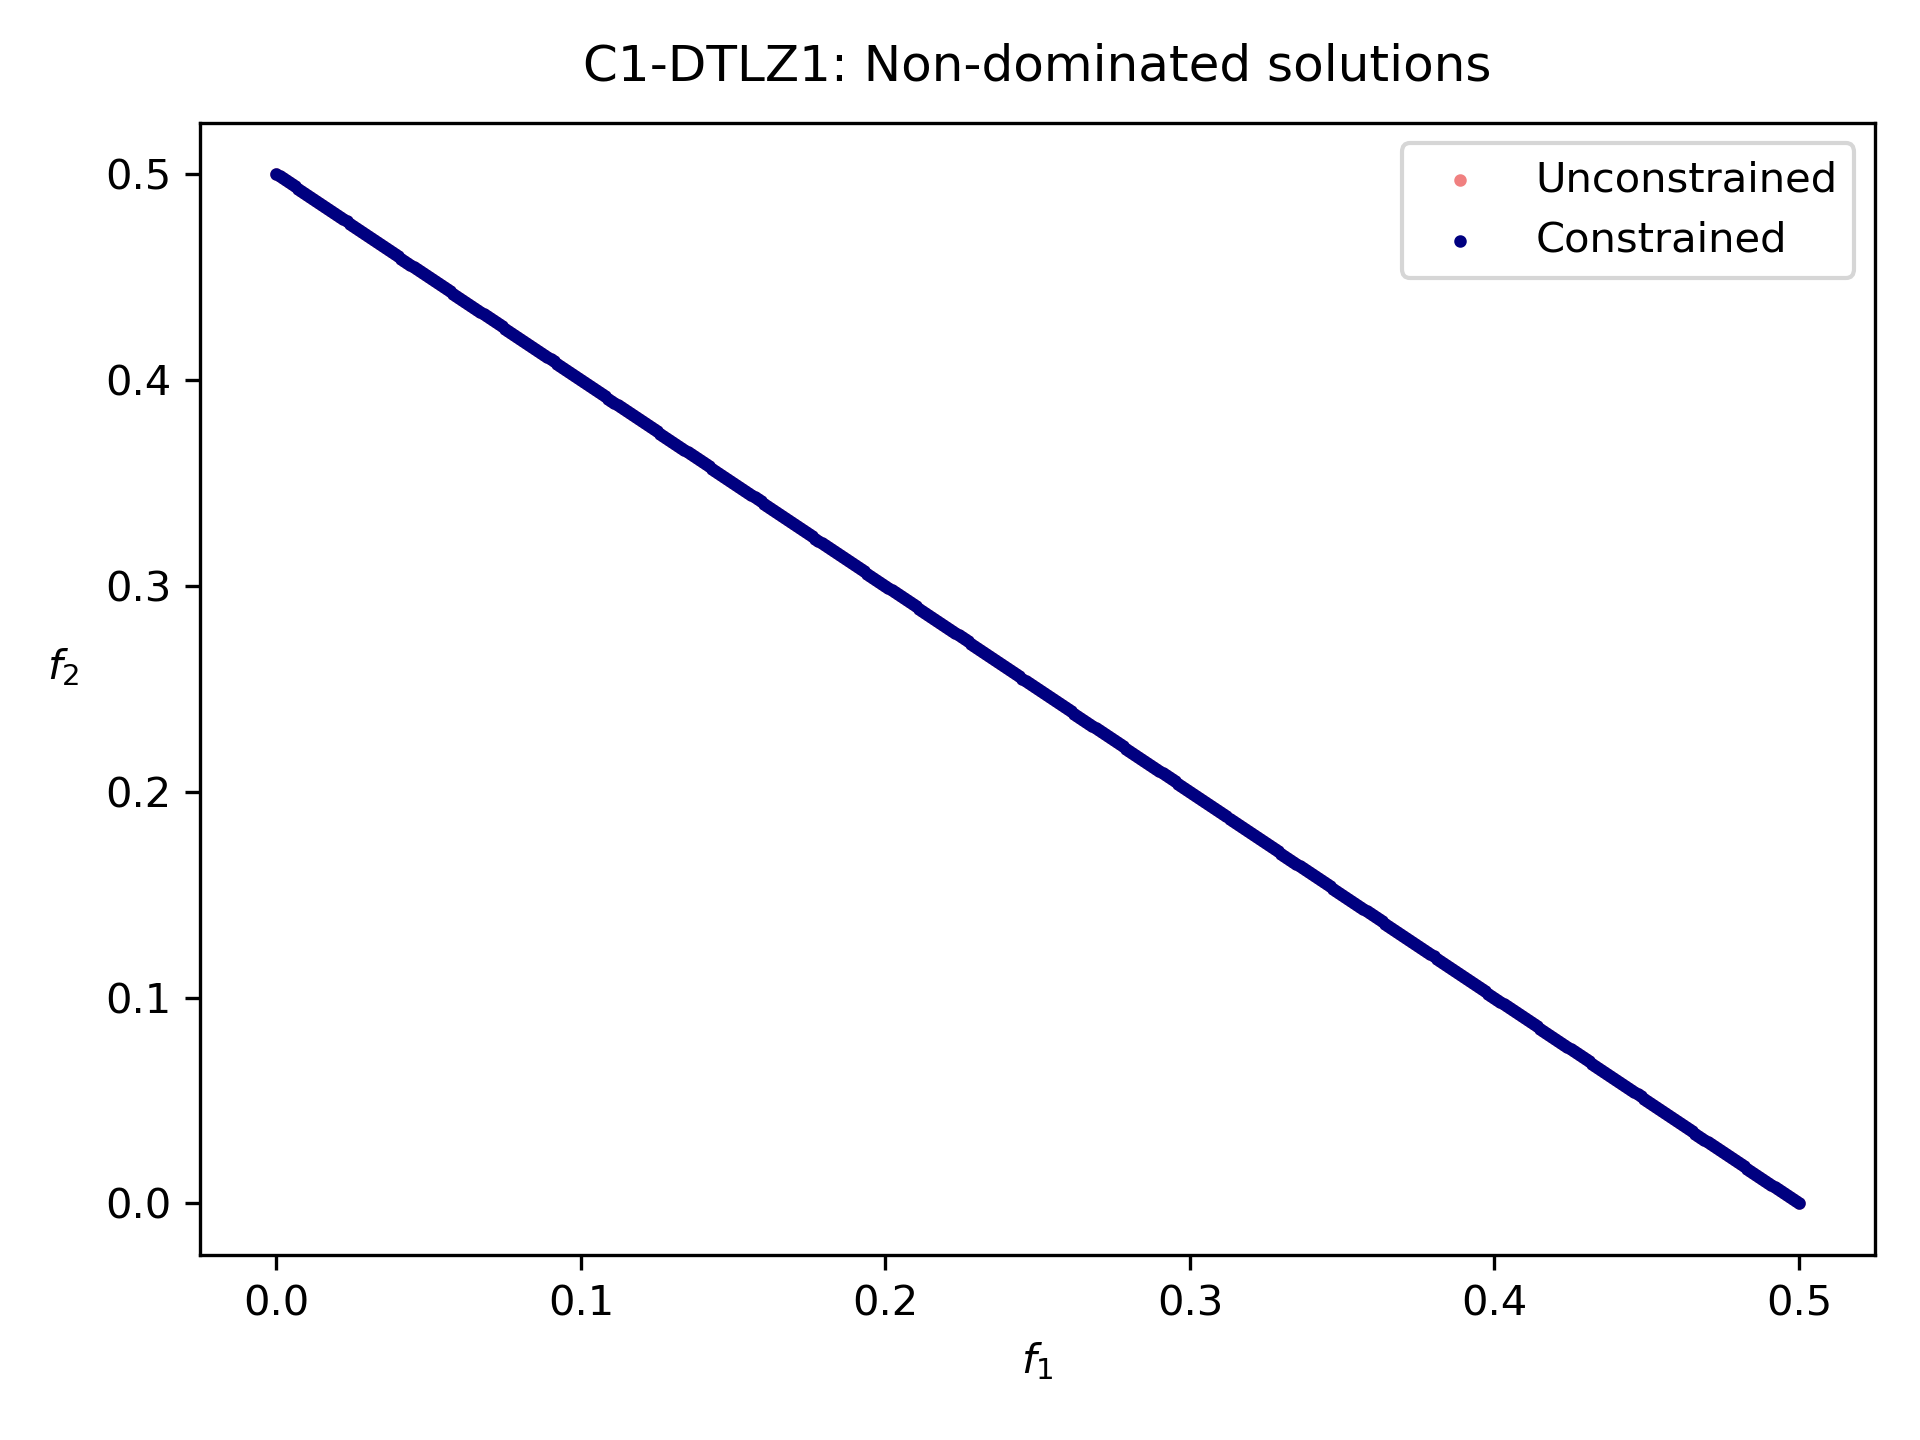 C1-DTLZ1: Non-dominated solutions
Unconstrained
Constrained
0.5
0.4
0.3
0.2
0.1
0.0
f₂
0.0 0.1 0.2 0.3 0.4 0.5
f₁